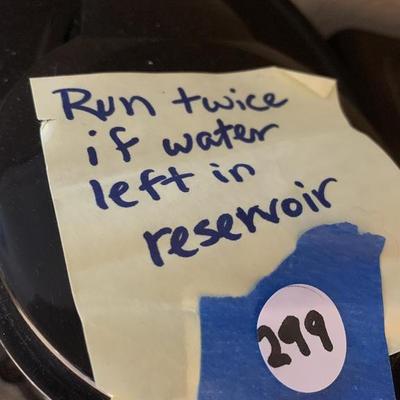 Run twice
if water
left in
reservoir
299